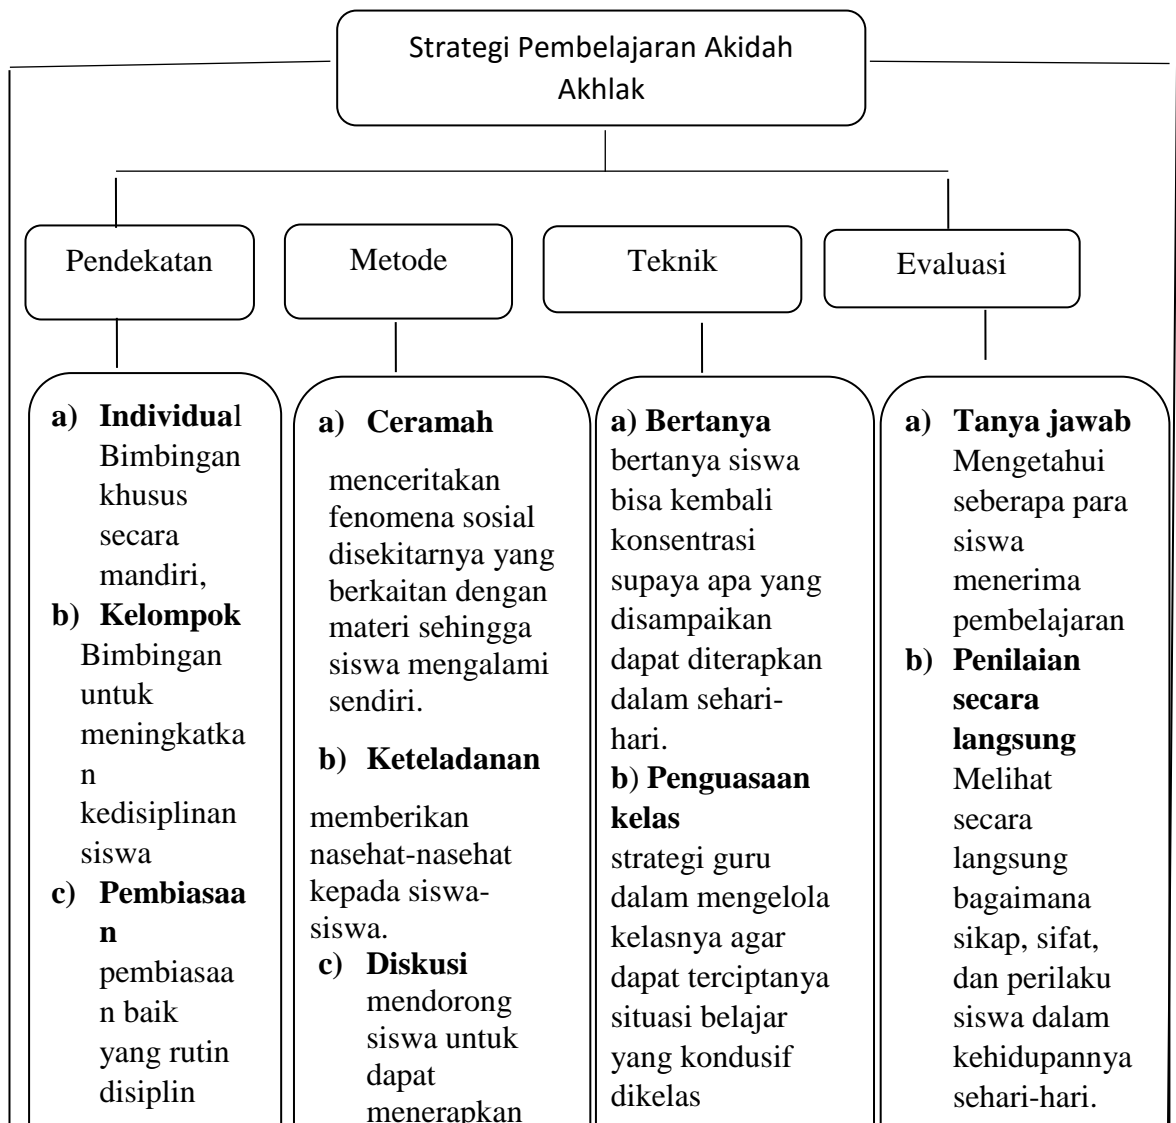 Strategi Pembelajaran Akidah
Akhlak
Pendekatan
Metode
Teknik
Evaluasi
a) Individual
Bimbingan
khusus
secara
mandiri,
b) Kelompok
Bimbingan
untuk
meningkatka
n
kedisiplinan
siswa
c) Pembiasaa
n
pembiasaa
n baik
yang rutin
disiplin
a) Ceramah
menceritakan
fenomena sosial
disekitarnya yang
berkaitan dengan
materi sehingga
siswa mengalami
sendiri.
b) Keteladanan
memberikan
nasehat-nasehat
kepada siswa-
siswa.
c) Diskusi
mendorong
siswa untuk
dapat
menerapkan
a) Bertanya
bertanya siswa
bisa kembali
konsentrasi
supaya apa yang
disampaikan
dapat diterapkan
dalam sehari-
hari.
b) Penguasaan
kelas
strategi guru
dalam mengelola
kelasnya agar
dapat terciptanya
situasi belajar
yang kondusif
dikelas
a) Tanya jawab
Mengetahui
seberapa para
siswa
menerima
pembelajaran
b) Penilaian
secara
langsung
Melihat
secara
langsung
bagaimana
sikap, sifat,
dan perilaku
siswa dalam
kehidupannya
sehari-hari.